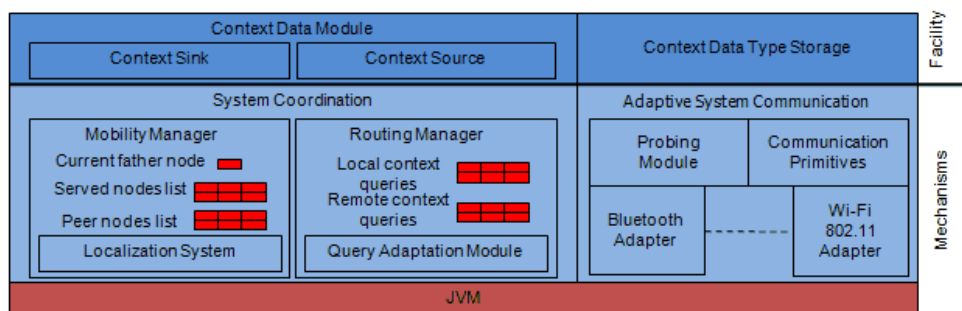 Context Data Module
Context Sink
Context Source
Context Data Type Storage
Facility
System Coordination
Mobility Manager
Current father node
Served nodes list
Peer nodes list
Localization System
Routing Manager
Local context
queries
Remote context
queries
Query Adaptation Module
Adaptive System Communication
Probing
Module
Communication
Primitives
Bluetooth
Adapter
Wi-Fi
802.11
Adapter
Mechanisms
JVM